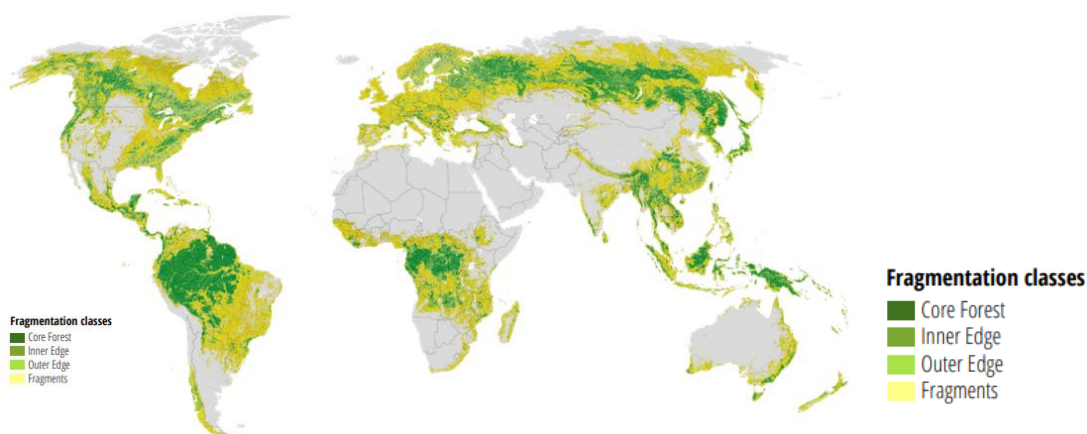 Fragmentation classes
Core Forest
Inner Edge
Outer Edge
Fragments
Fragmentation classes
Core Forest
Inner Edge
Outer Edge
Fragments